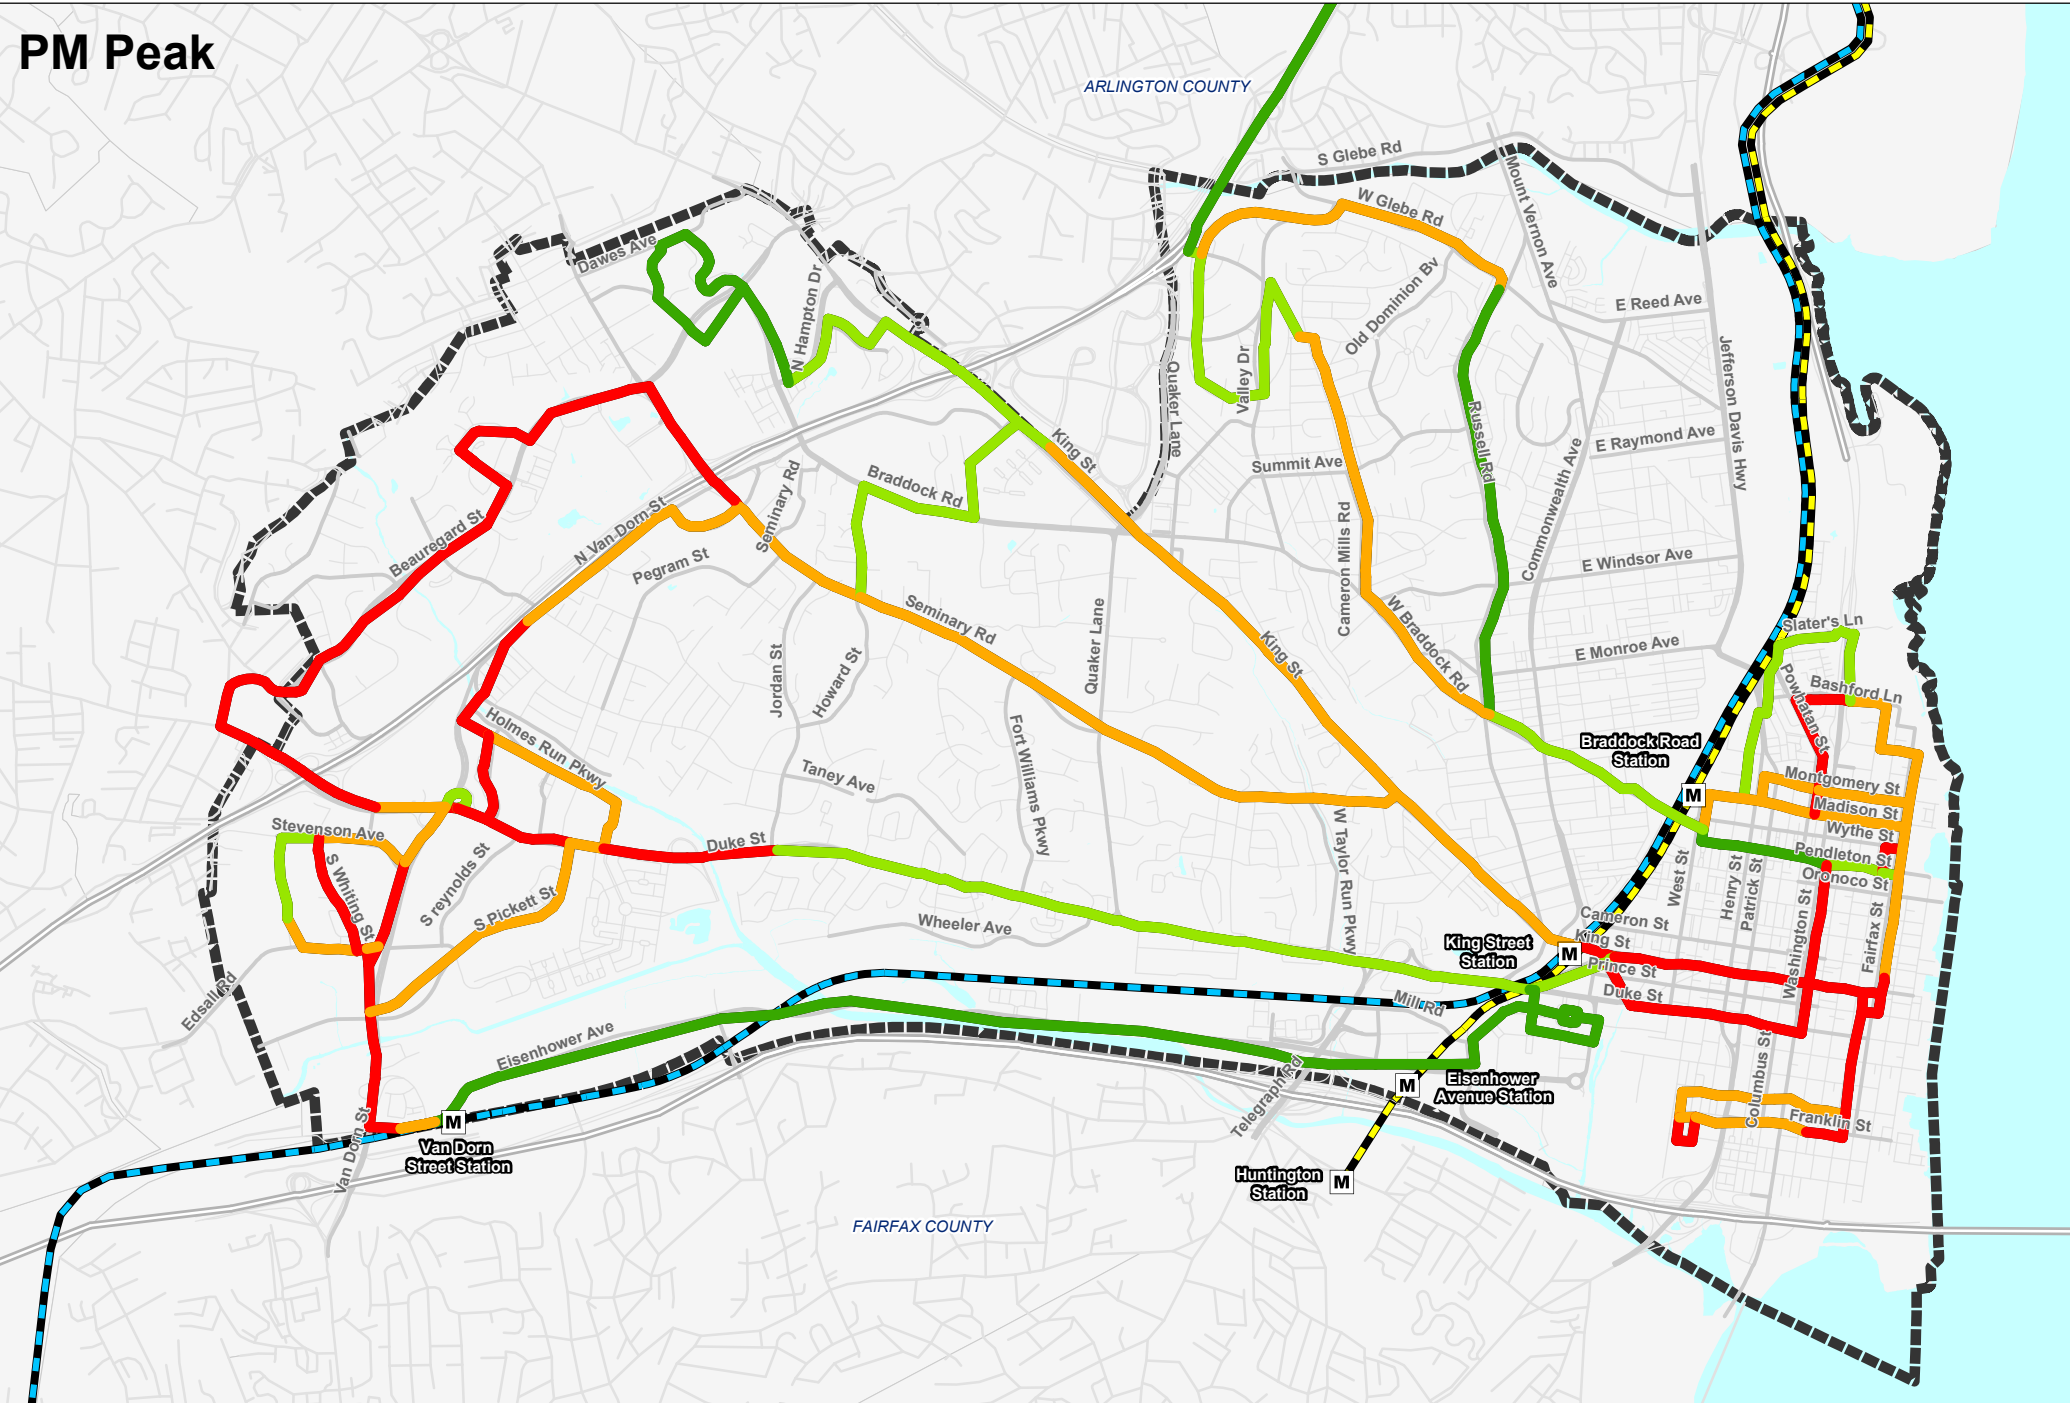 PM Peak
ARLINGTON COUNTY
S Glebe Rd
W Glebe Rd
Mount Vernon Ave
Dawes Ave
N Hampton Dr
Old Dominion Bv
E Reed Ave
Quaker Lane
Valley Dr
Jefferson Davis Hwy
Russell Rd
King St
E Raymond Ave
Summit Ave
Braddock Rd
Seminary Rd
Commonwealth Ave
N Van Dorn St
Beauregard St
Cameron Mills Rd
E Windsor Ave
Pegram St
Seminary Rd
W Braddock Rd
Quaker Lane
King St
Slater's Ln
E Monroe Ave
Jordan St
Howard St
Powhatan St
Bashford Ln
Holmes Run Pkwy
Fort Williams Pkwy
Braddock Road
Station
M
Taney Ave
Montgomery St
Madison St
Wythe St
W Taylor Run Pkwy
Stevenson Ave
Duke St
Pendleton St
Oronoco St
S Whiting St
S reynolds St
West St
Henry St
Patrick St
S Pickett St
Wheeler Ave
Cameron St
Washington St
Fairfax St
King Street
Station
M
King St
Prince St
Duke St
Edsall Rd
Mill Rd
Eisenhower Ave
Telegraph Rd
M
Eisenhower
Avenue Station
Columbus St
Franklin St
Van Dorn St
M
Van Dorn
Street Station
Huntington
Station
M
FAIRFAX COUNTY